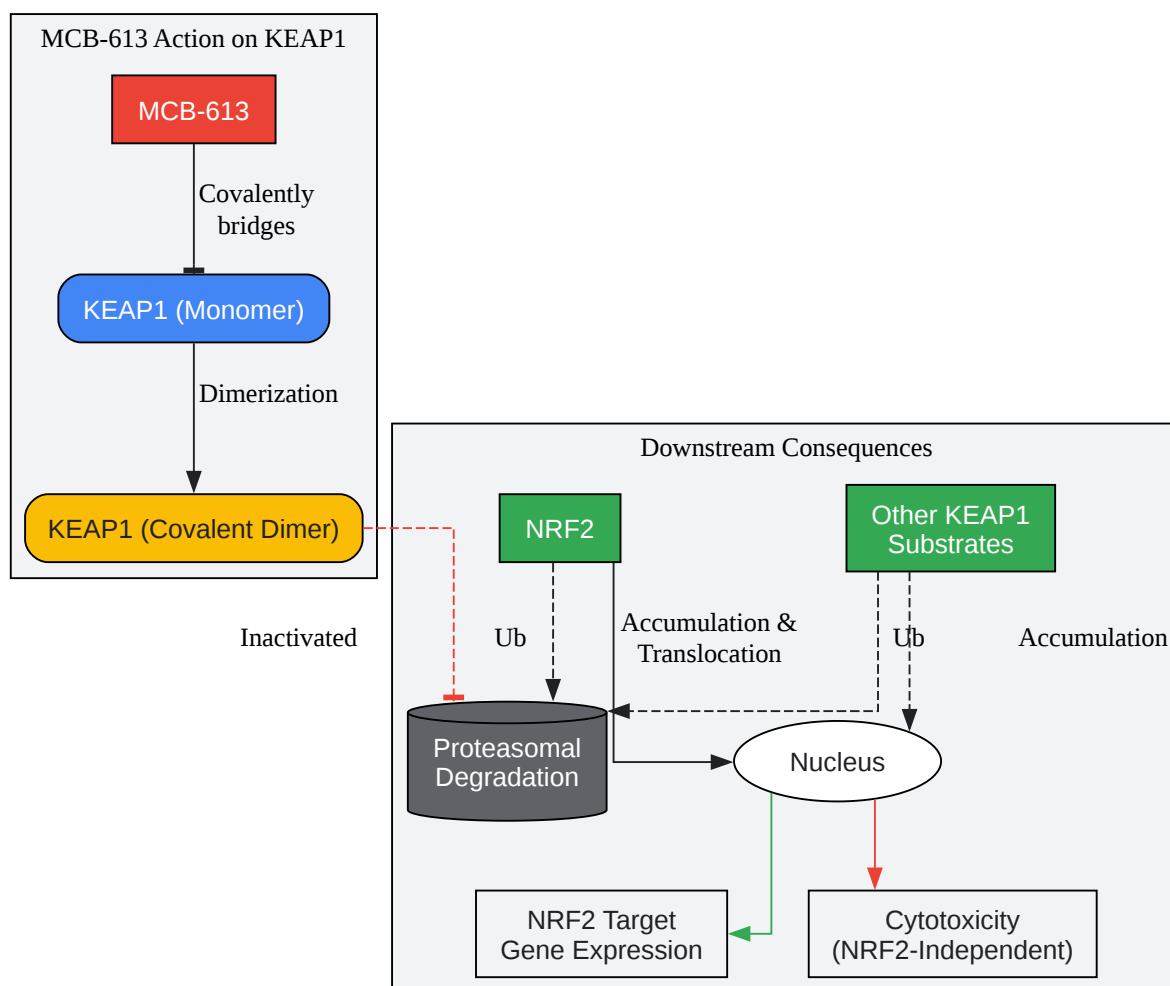 MCB-613 Action on KEAP1
MCB-613
Covalently
bridges
KEAP1 (Monomer)
Dimerization
KEAP1 (Covalent Dimer)
Downstream Consequences
NRF2
Other KEAP1
Substrates
Inactivated
Ub
Accumulation &
Translocation
Ub
Accumulation
Proteasomal
Degradation
Nucleus
NRF2 Target
Gene Expression
Cytotoxicity
(NRF2-Independent)